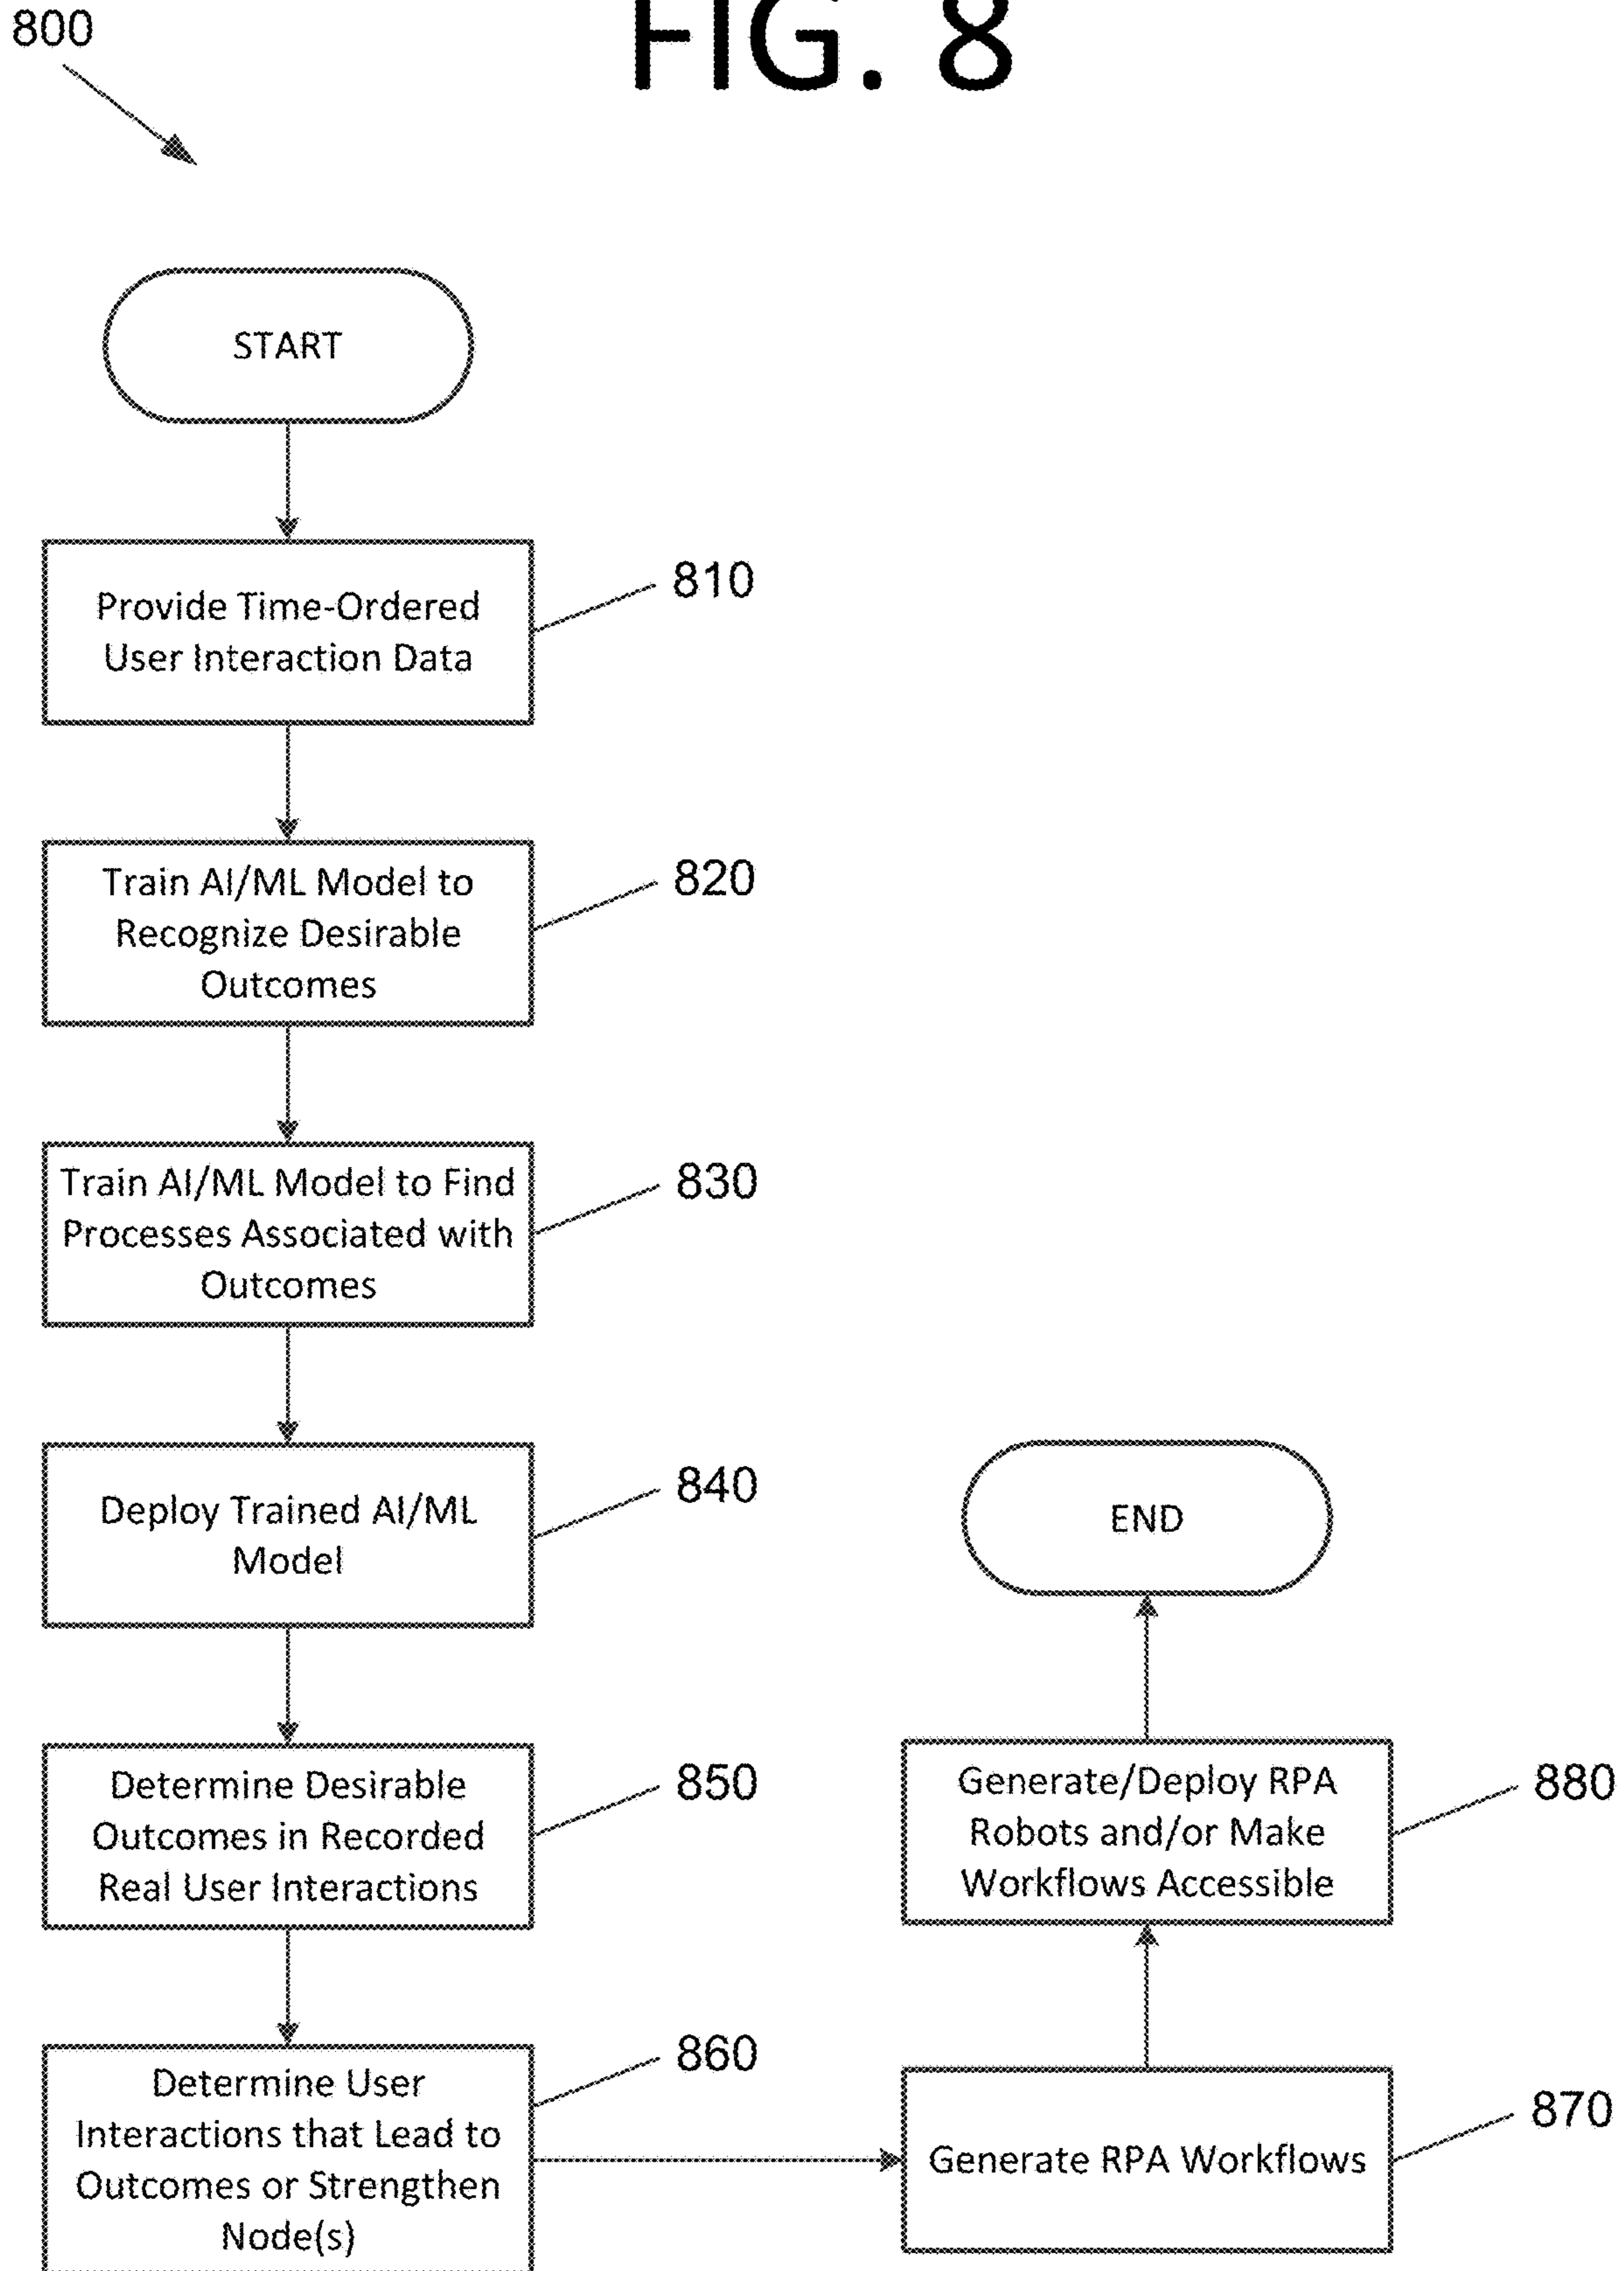 800
FIG. 8
START
Provide Time-Ordered
User Interaction Data
810
Train AI/ML Model to
Recognize Desirable
Outcomes
820
Train AI/ML Model to Find
Processes Associated with
Outcomes
830
Deploy Trained AI/ML
Model
840
Determine Desirable
Outcomes in Recorded
Real User Interactions
850
Determine User
Interactions that Lead to
Outcomes or Strengthen
Node(s)
860
Generate RPA Workflows
870
Generate/Deploy RPA
Robots and/or Make
Workflows Accessible
880
END